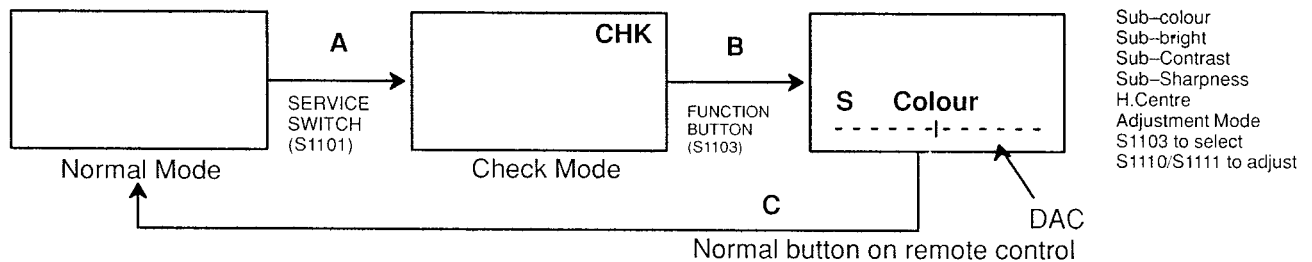 CHK
A
B
SERVICE
SWITCH
(S1101)
FUNCTION
BUTTON
(S1103)
S Colour
Normal Mode
Check Mode
C
DAC
Normal button on remote control
Sub-colour
Sub-bright
Sub-Contrast
Sub-Sharpness
H.Centre
Adjustment Mode
S1103 to select
S1110/S1111 to adjust